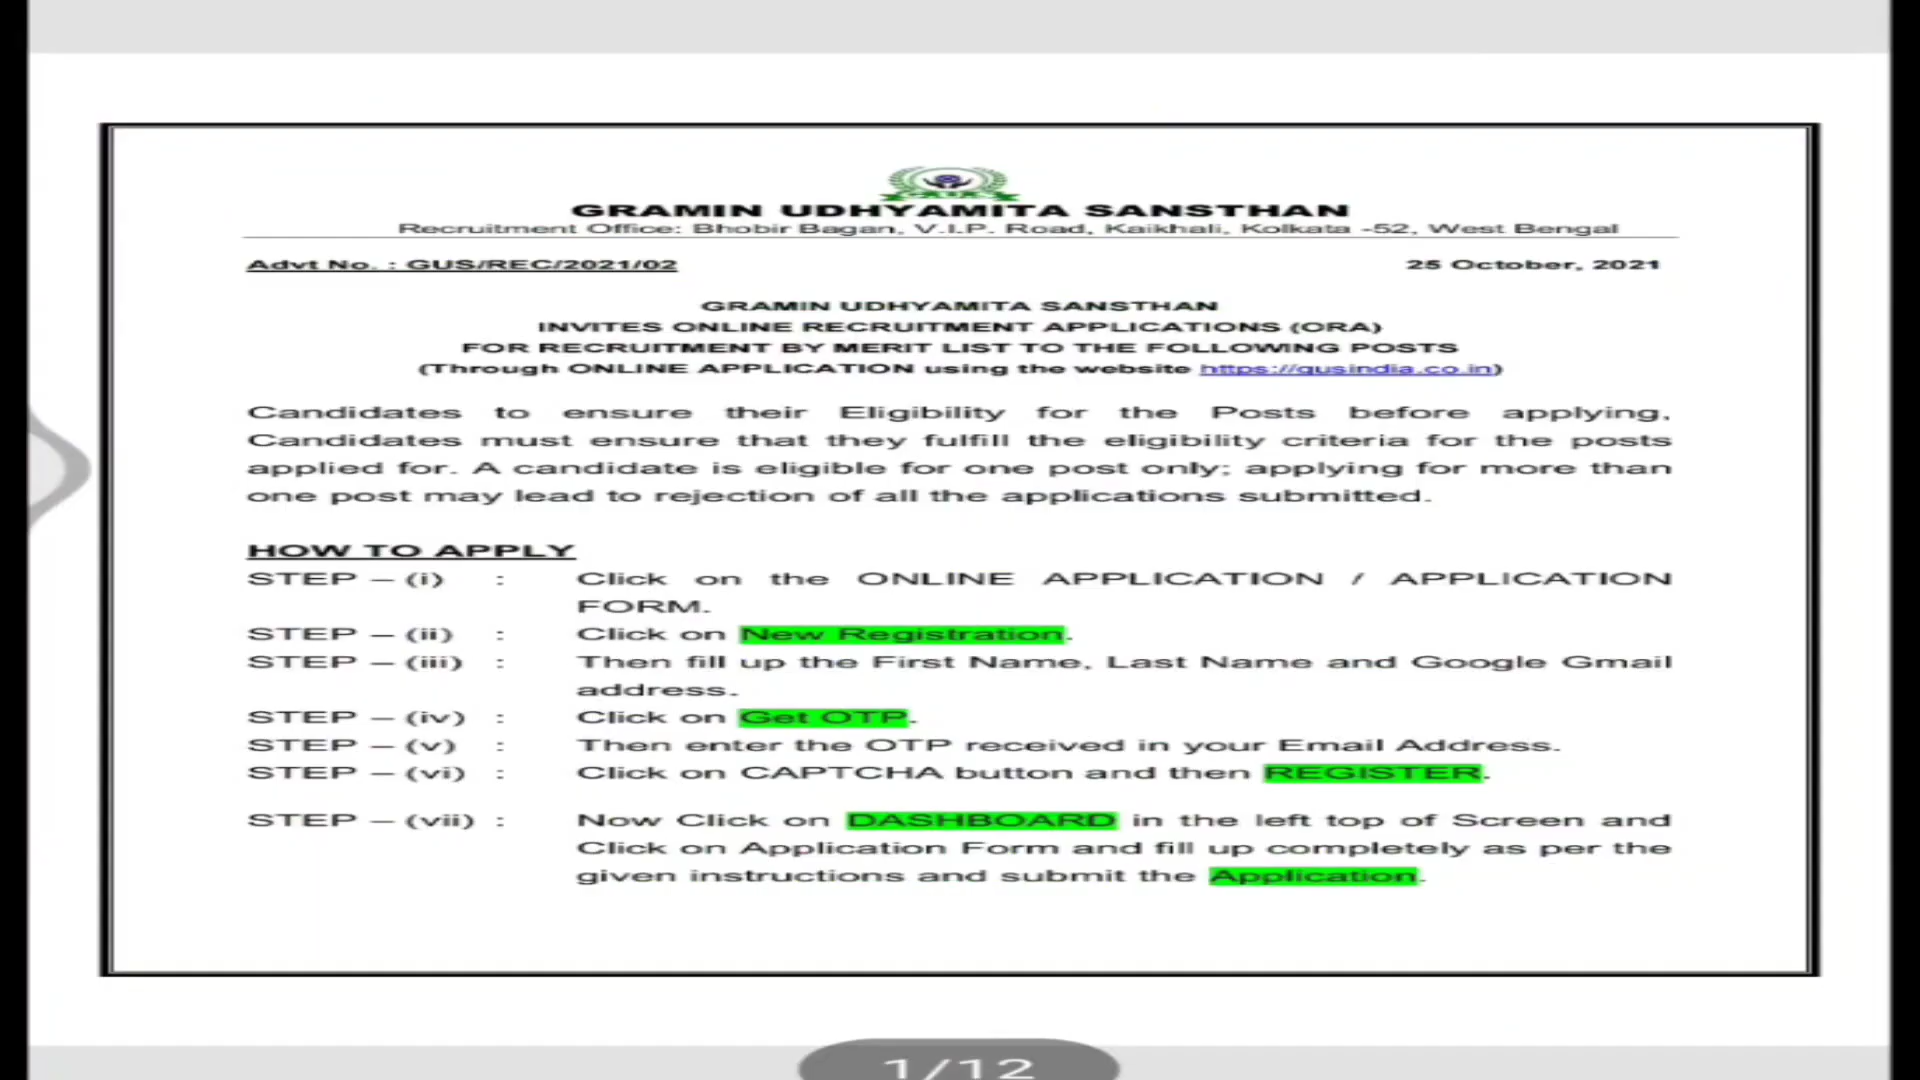 GRAMIN UDHYAMITA SANSTHAN
Recruitment Office: Bhobir Bagan, V.I.P. Road, Kaikhali, Kolkata -52, West Bengal
Advt No. : GUS/REC/2021/02 25 October, 2021
GRAMIN UDHYAMITA SANSTHAN
INVITES ONLINE RECRUITMENT APPLICATIONS (ORA)
FOR RECRUITMENT BY MERIT LIST TO THE FOLLOWING POSTS
(Through ONLINE APPLICATION using the website https://gusindia.co.in)
Candidates to ensure their Eligibility for the Posts before applying,
Candidates must ensure that they fulfill the eligibility criteria for the posts
applied for. A candidate is eligible for one post only; applying for more than
one post may lead to rejection of all the applications submitted.
HOW TO APPLY
STEP – (i) : Click on the ONLINE APPLICATION / APPLICATION
FORM.
STEP – (ii) : Click on New Registration.
STEP – (iii) : Then fill up the First Name, Last Name and Google Gmail
address.
STEP – (iv) : Click on Get OTP.
STEP – (v) : Then enter the OTP received in your Email Address.
STEP – (vi) : Click on CAPTCHA button and then REGISTER.
STEP – (vii) : Now Click on DASHBOARD in the left top of Screen and
Click on Application Form and fill up completely as per the
given instructions and submit the Application.
1/12